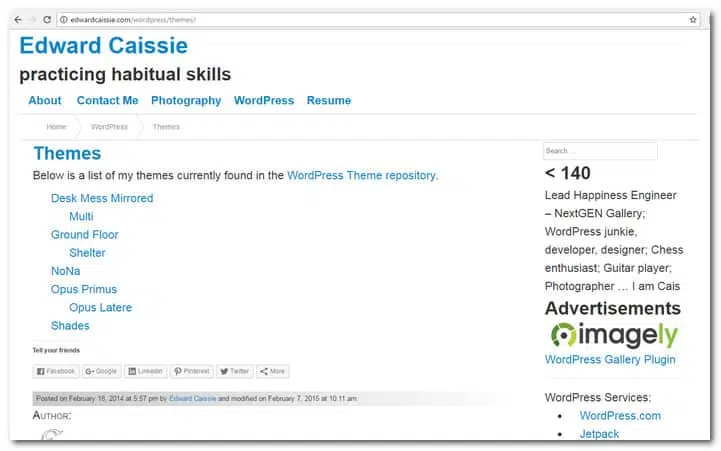 edwardcaissie.com/wordpress/themes/
Edward Caissie
practicing habitual skills
About Contact Me Photography WordPress Resume
Home WordPress Themes
Themes
Below is a list of my themes currently found in the WordPress Theme repository.
Desk Mess Mirrored
Multi
Ground Floor
Shelter
NoNa
Opus Primus
Opus Latere
Shades
Tell your friends
Facebook Google LinkedIn Pinterest Twitter More
Posted on February 18, 2014 at 5:57 pm by Edward Caissie and modified on February 7, 2015 at 10:11 am.
Author:
Search...
< 140
Lead Happiness Engineer
– NextGEN Gallery;
WordPress junkie,
developer, designer; Chess
enthusiast; Guitar player;
Photographer … I am Cais
Advertisements
imagely
WordPress Gallery Plugin
WordPress Services:
• WordPress.com
• Jetpack